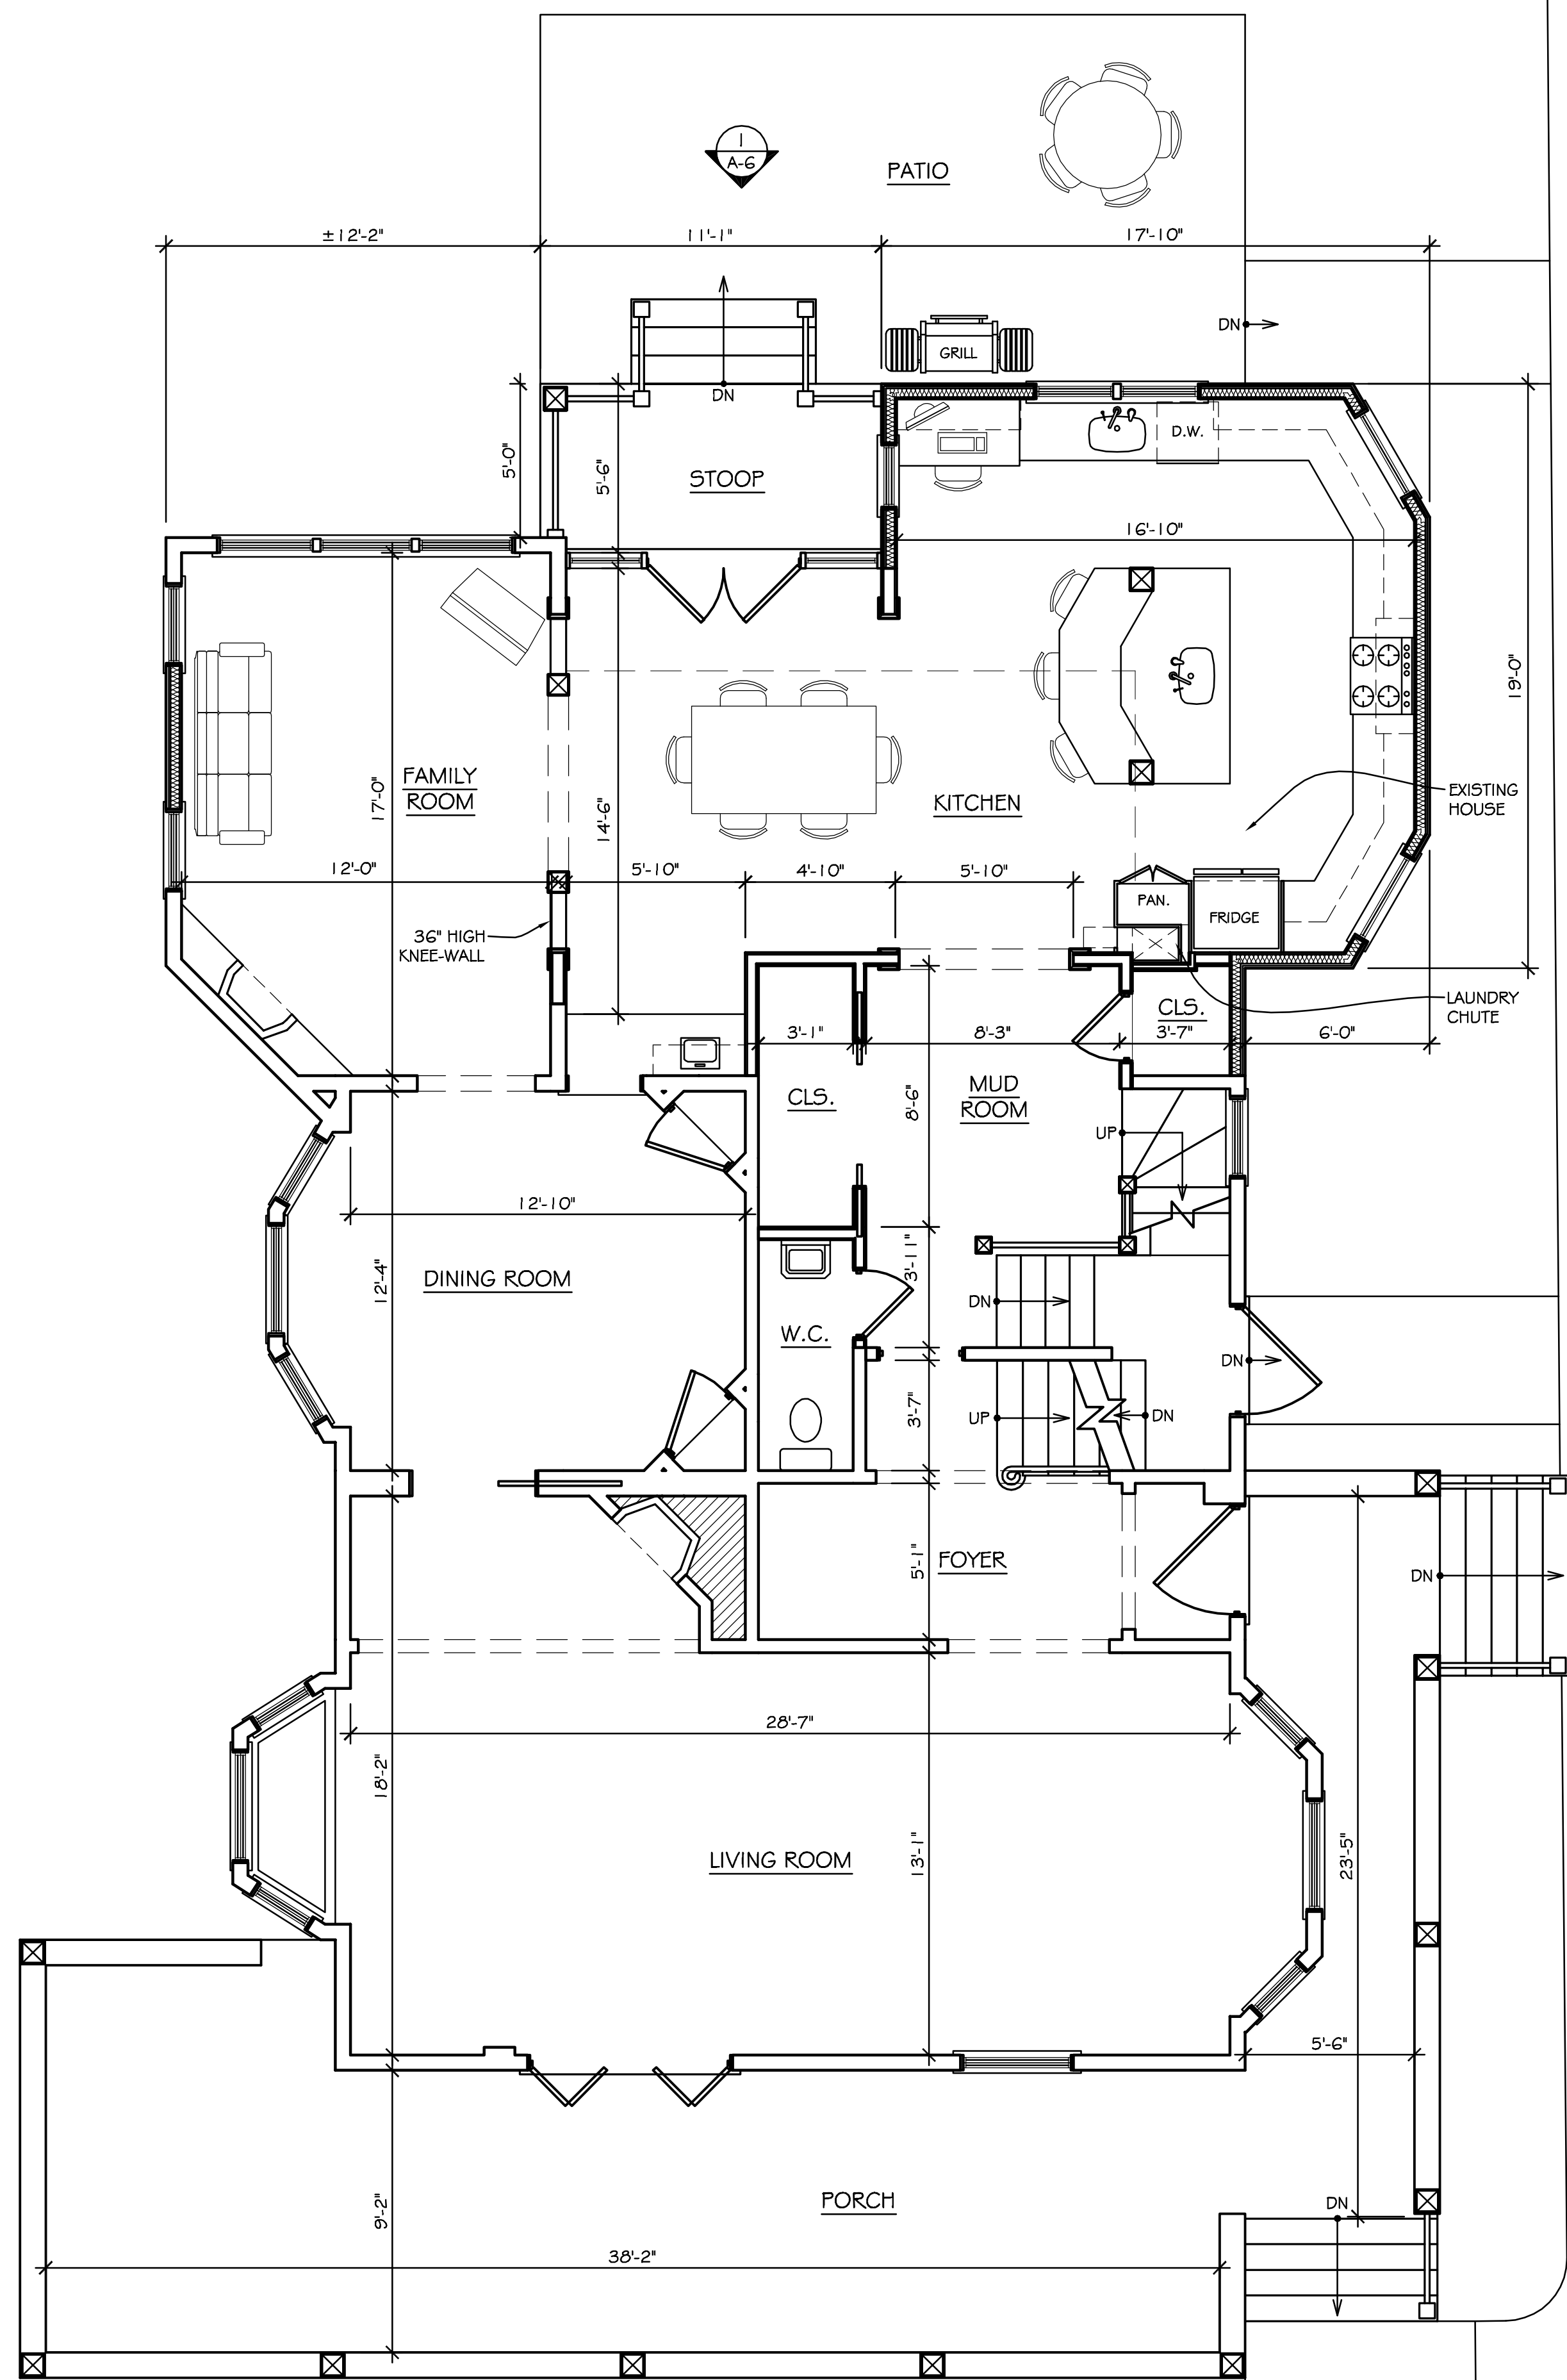 1
A-6
PATIO
±12'-2"
11'-1"
17'-10"
DN
GRILL
DN
D.W.
5'-0"
5'-6"
STOOP
16'-10"
19'-0"
FAMILY
ROOM
17'-0"
14'-6"
KITCHEN
EXISTING
HOUSE
12'-0"
5'-10"
4'-10"
5'-10"
PAN.
FRIDGE
36" HIGH
KNEE-WALL
CLS.
LAUNDRY
CHUTE
3'-1"
8'-3"
3'-7"
6'-0"
CLS.
8'-6"
MUD
ROOM
UP
12'-10"
3'-11"
DINING ROOM
12'-4"
DN
W.C.
DN
3'-7"
UP
DN
5'-1"
FOYER
DN
28'-7"
18'-2"
LIVING ROOM
13'-1"
23'-5"
5'-6"
PORCH
9'-2"
DN
38'-2"